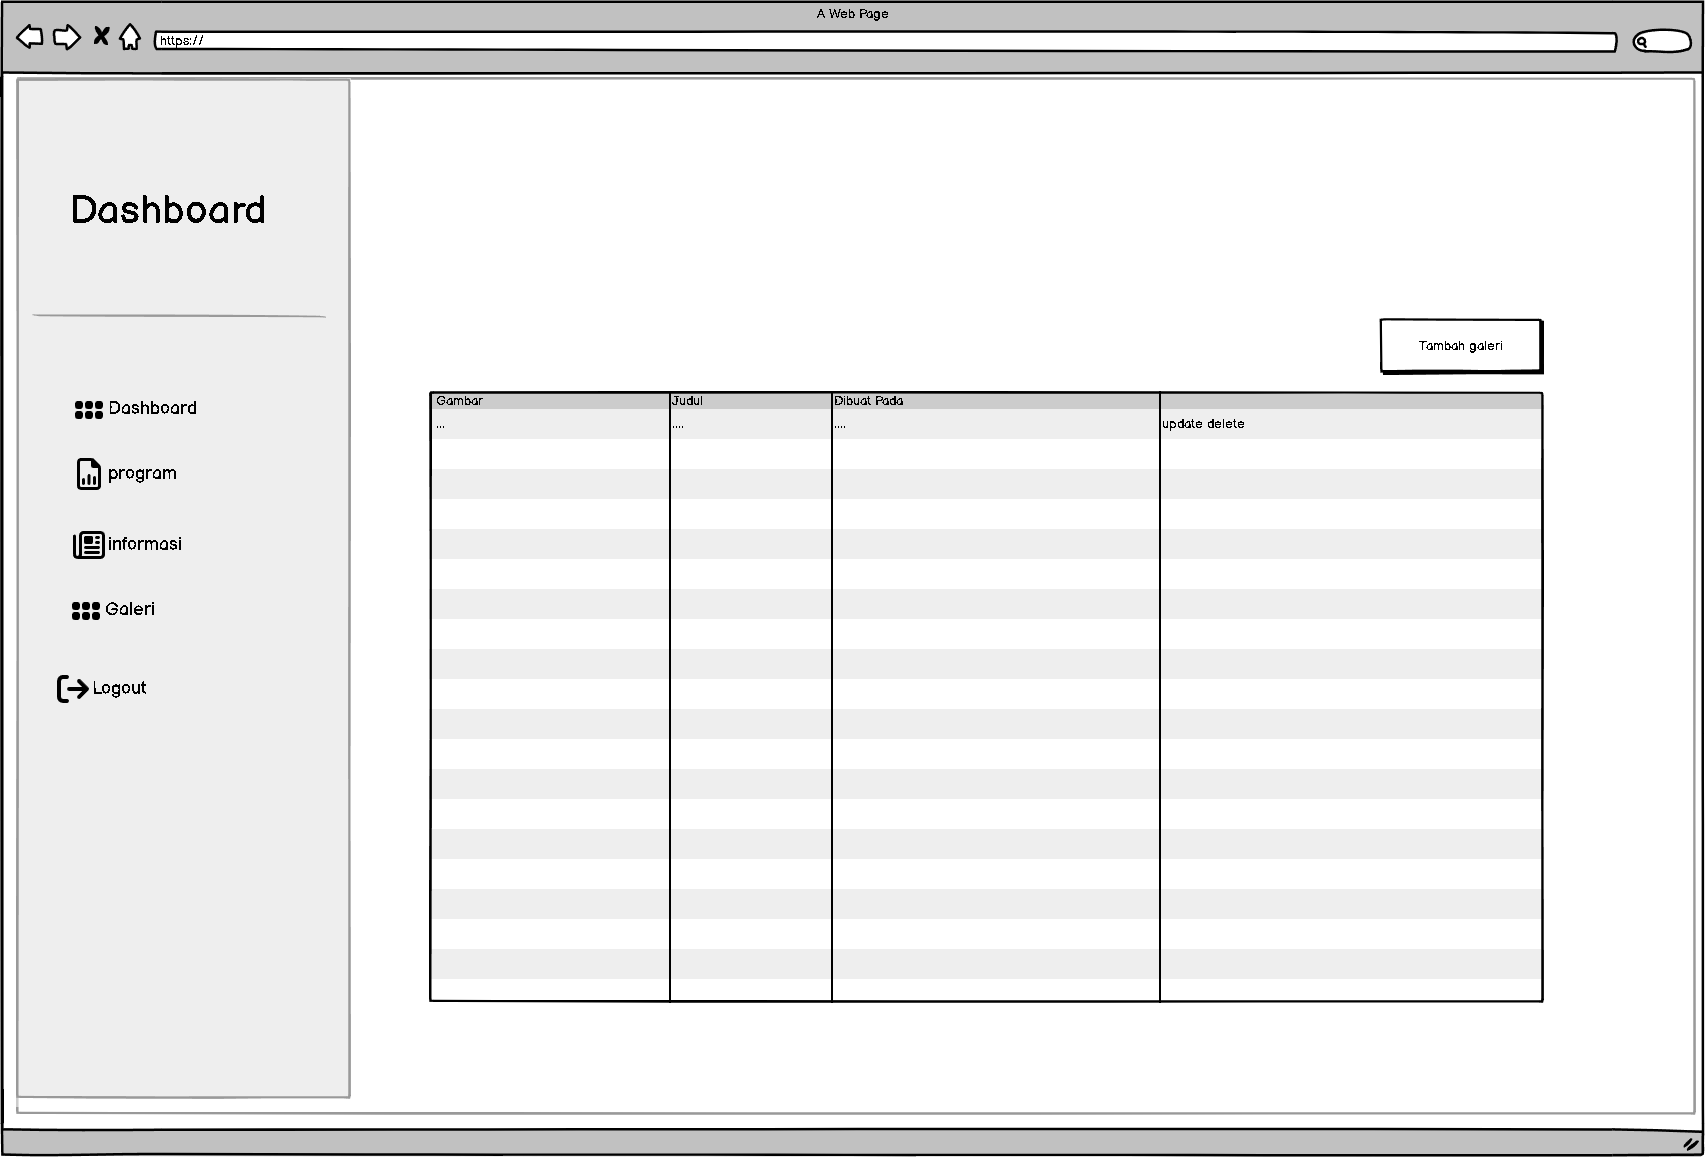 A Web Page
https://
Dashboard
Dashboard
program
informasi
Galeri
Logout
Tambah galeri
Gambar Judul Dibuat Pada
... .... .... update delete